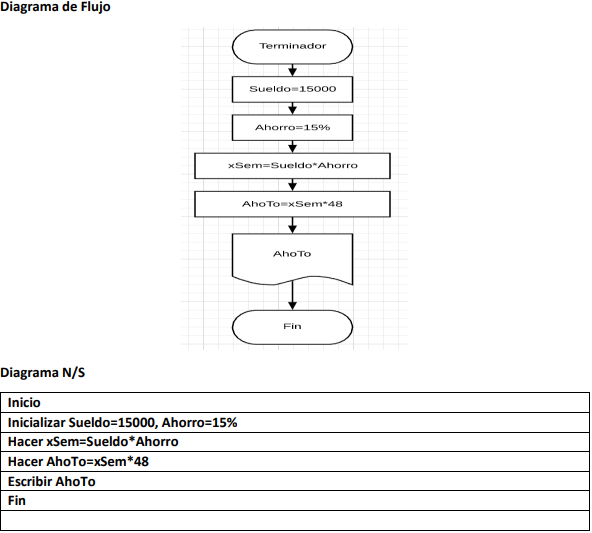 Diagrama de Flujo
Terminador
Sueldo=15000
Ahorro=15%
xSem=Sueldo*Ahorro
AhoTo=xSem*48
AhoTo
Fin
Diagrama N/S
Inicio
Inicializar Sueldo=15000, Ahorro=15%
Hacer xSem=Sueldo*Ahorro
Hacer AhoTo=xSem*48
Escribir AhoTo
Fin